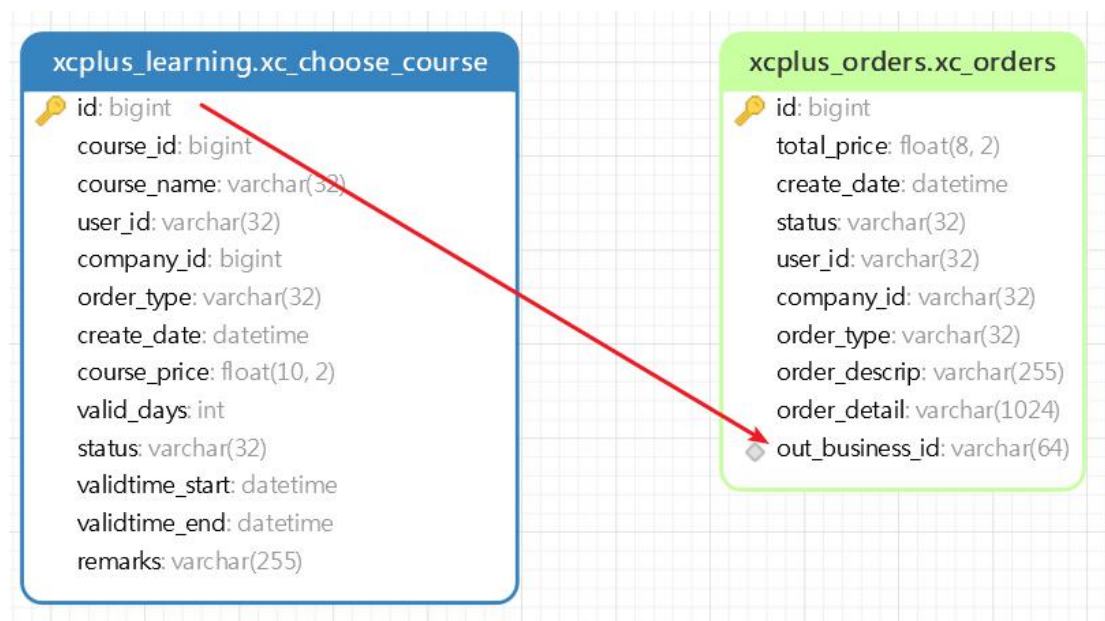 xcplus_learning.xc_choose_course
id: bigint
course_id: bigint
course_name: varchar(32)
user_id: varchar(32)
company_id: bigint
order_type: varchar(32)
create_date: datetime
course_price: float(10, 2)
valid_days: int
status: varchar(32)
validtime_start: datetime
validtime_end: datetime
remarks: varchar(255)
xcplus_orders.xc_orders
id: bigint
total_price: float(8, 2)
create_date: datetime
status: varchar(32)
user_id: varchar(32)
company_id: varchar(32)
order_type: varchar(32)
order_descrip: varchar(255)
order_detail: varchar(1024)
out_business_id: varchar(64)